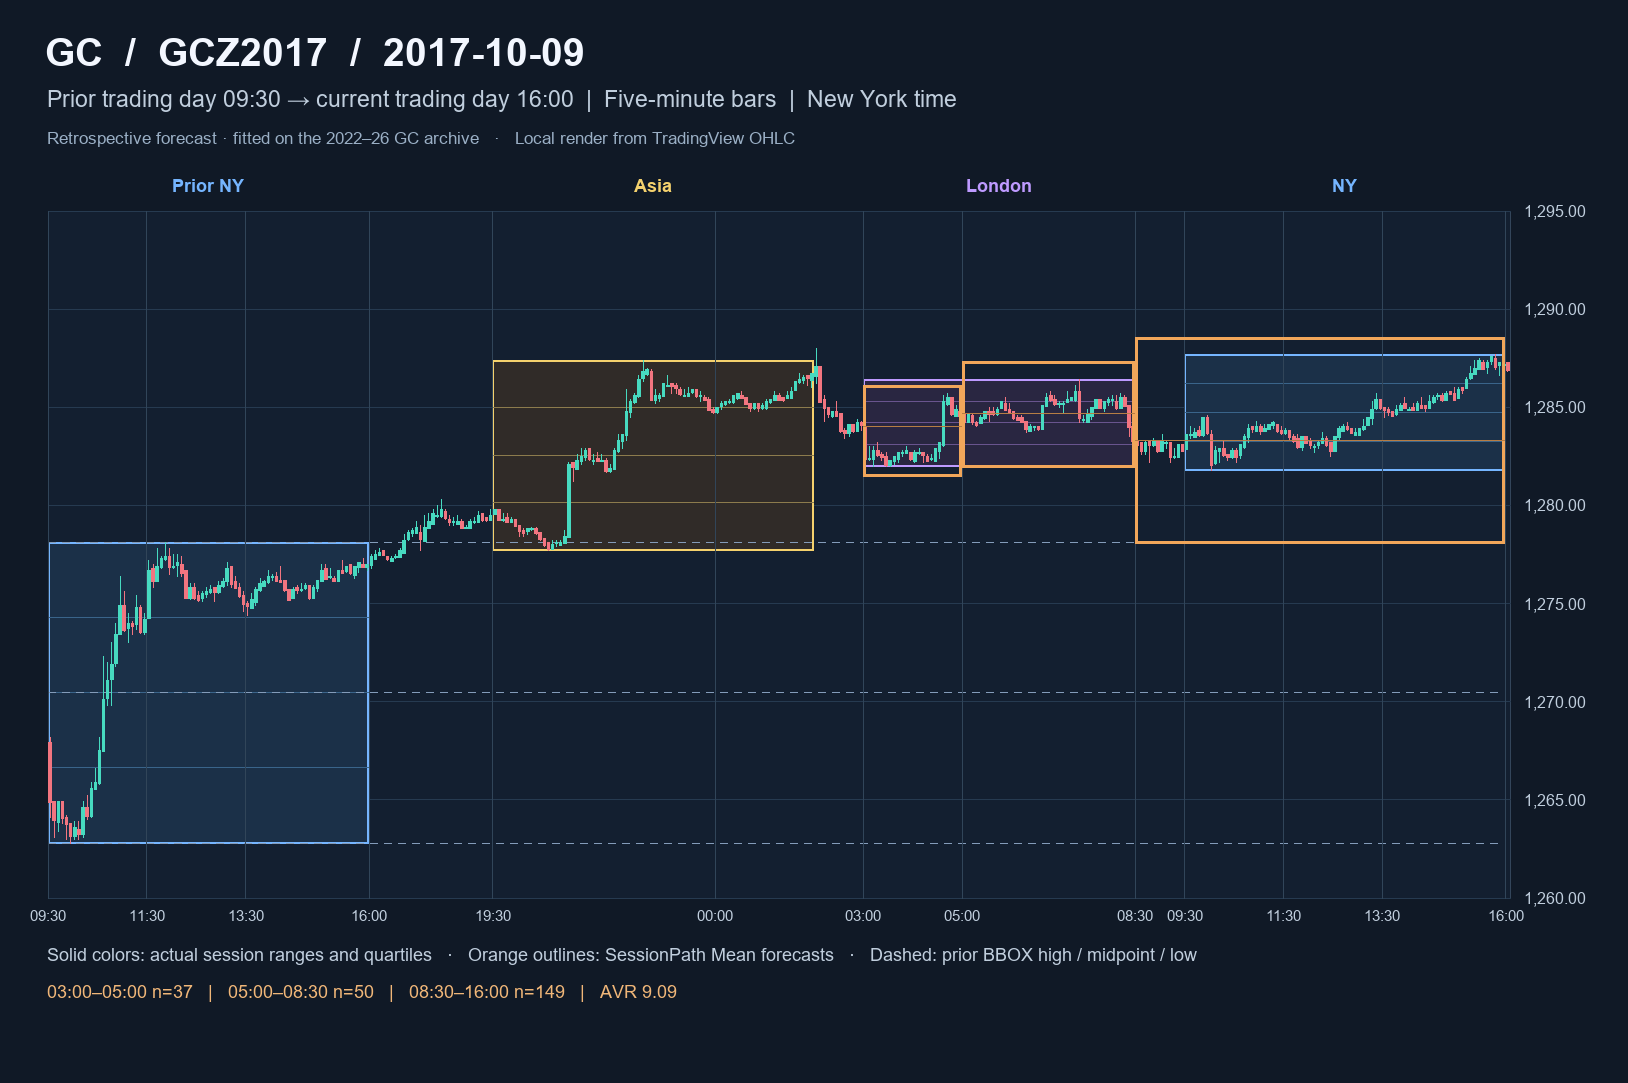 GC / GCZ2017 / 2017-10-09
Prior trading day 09:30 → current trading day 16:00 | Five-minute bars | New York time
Retrospective forecast · fitted on the 2022–26 GC archive · Local render from TradingView OHLC
Prior NY Asia London NY
1,295.00
1,290.00
1,285.00
1,280.00
1,275.00
1,270.00
1,265.00
1,260.00
09:30 11:30 13:30 16:00 19:30 00:00 03:00 05:00 08:30 09:30 11:30 13:30 16:00
Solid colors: actual session ranges and quartiles · Orange outlines: SessionPath Mean forecasts · Dashed: prior BBOX high / midpoint / low
03:00–05:00 n=37 | 05:00–08:30 n=50 | 08:30–16:00 n=149 | AVR 9.09